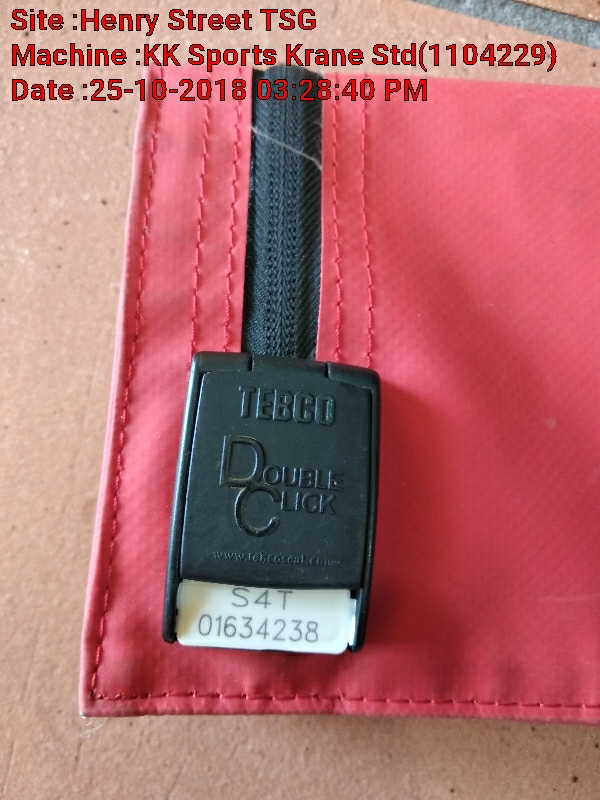 Site :Henry Street TSG
Machine :KK Sports Krane Std(1104229)
Date :25-10-2018 03:28:40 PM
TEBCO
DOUBLE
CLICK
www.tebcoseal.com
S4T
01634238